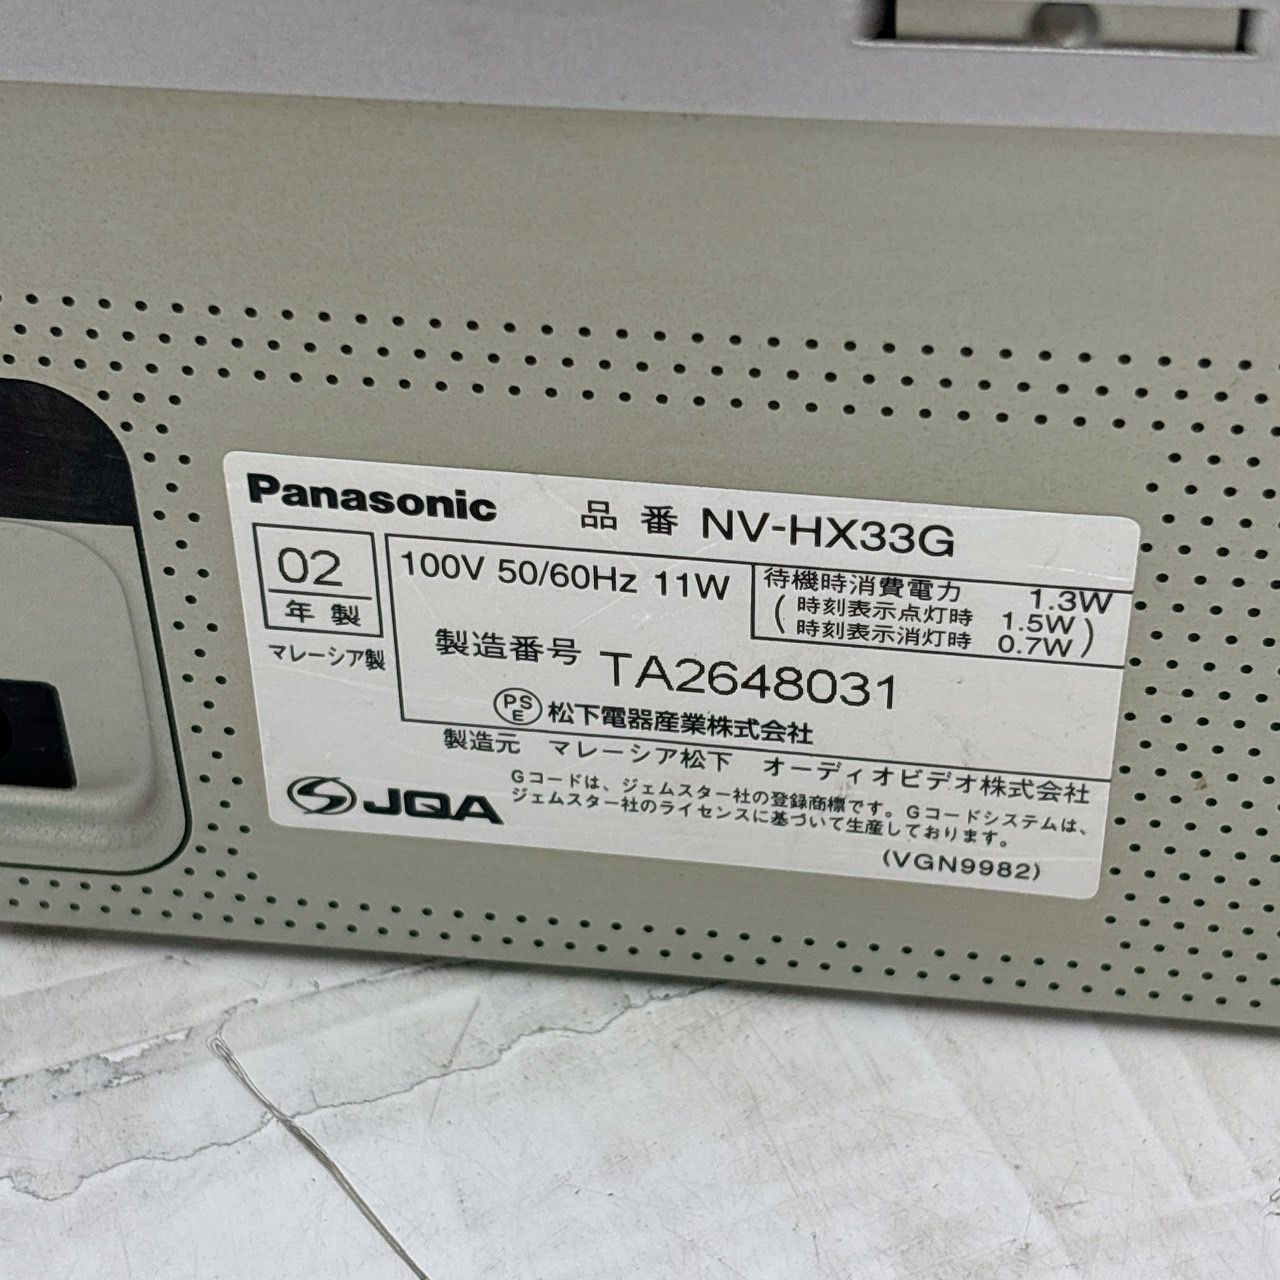 Panasonic 品番 NV-HX33G
02
年製
マレーシア製
100V 50/60Hz 11W
待機時消費電力 1.3W
(時刻表示点灯時 1.5W
時刻表示消灯時 0.7W)
製造番号 TA2648031
PSE 松下電器産業株式会社
製造元 マレーシア松下 オーディオビデオ株式会社
JQA
Gコードは、ジェムスター社の登録商標です。Gコードシステムは、
ジェムスター社のライセンスに基づいて生産しております。
(VGN9982)